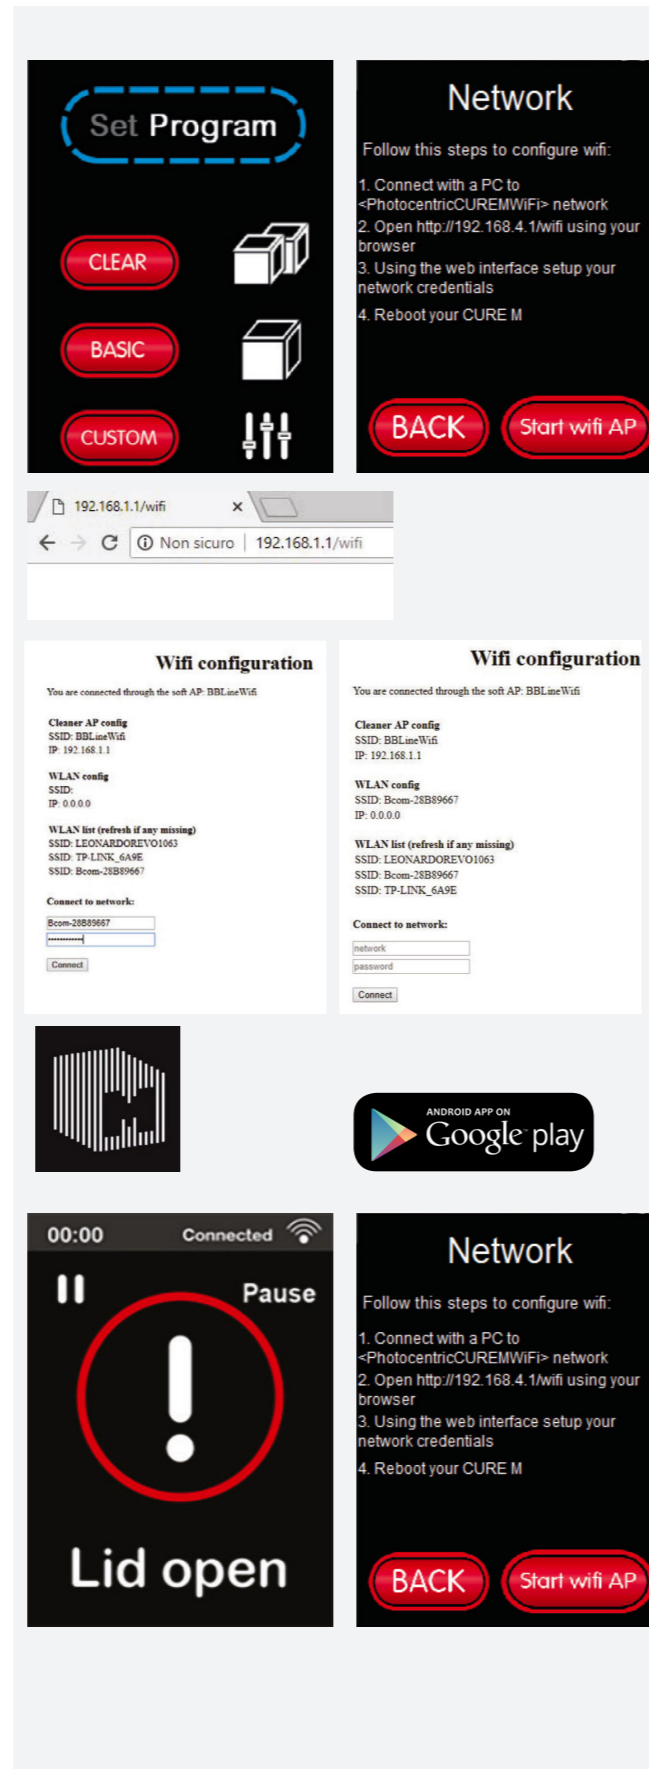 Set Program
CLEAR
BASIC
CUSTOM
Network
Follow this steps to configure wifi:
1. Connect with a PC to
<PhotocentricCUREMWiFi> network
2. Open http://192.168.4.1/wifi using your
browser
3. Using the web interface setup your
network credentials
4. Reboot your CURE M
BACK
Start wifi AP
192.168.1.1/wifi
Non sicuro | 192.168.1.1/wifi
Wifi configuration
You are connected through the soft AP: BBLineWifi
Cleaner AP config
SSID: BBLineWifi
IP: 192.168.1.1
WLAN config
SSID:
IP: 0.0.0.0
WLAN list (refresh if any missing)
SSID: LEONARDOREVO1063
SSID: TP-LINK_6A9E
SSID: Bcom-28B89667
Connect to network:
Bcom-28B89667
Connect
Wifi configuration
You are connected through the soft AP: BBLineWifi
Cleaner AP config
SSID: BBLineWifi
IP: 192.168.1.1
WLAN config
SSID: Bcom-28B89667
IP: 0.0.0.0
WLAN list (refresh if any missing)
SSID: LEONARDOREVO1063
SSID: Bcom-28B89667
SSID: TP-LINK_6A9E
Connect to network:
network
password
Connect
ANDROID APP ON
Google play
00:00 Connected
Pause
Lid open
Network
Follow this steps to configure wifi:
1. Connect with a PC to
<PhotocentricCUREMWiFi> network
2. Open http://192.168.4.1/wifi using your
browser
3. Using the web interface setup your
network credentials
4. Reboot your CURE M
BACK
Start wifi AP